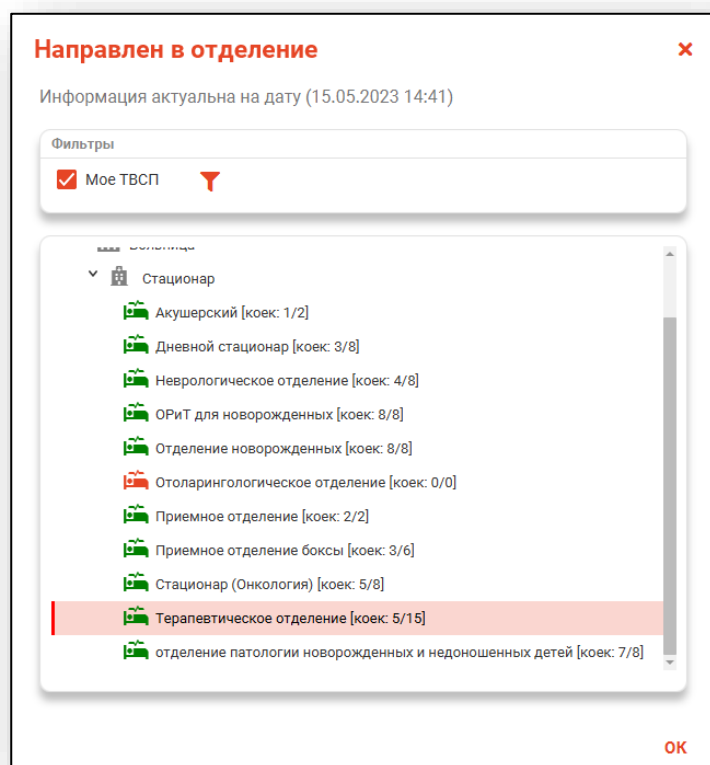 Направлен в отделение
Информация актуальна на дату (15.05.2023 14:41)
Фильтры
Мое ТВСП
Больница
Стационар
Акушерский [коек: 1/2]
Дневной стационар [коек: 3/8]
Неврологическое отделение [коек: 4/8]
ОРиТ для новорожденных [коек: 8/8]
Отделение новорожденных [коек: 8/8]
Отоларингологическое отделение [коек: 0/0]
Приемное отделение [коек: 2/2]
Приемное отделение боксы [коек: 3/6]
Стационар (Онкология) [коек: 5/8]
Терапевтическое отделение [коек: 5/15]
отделение патологии новорожденных и недоношенных детей [коек: 7/8]
ОК